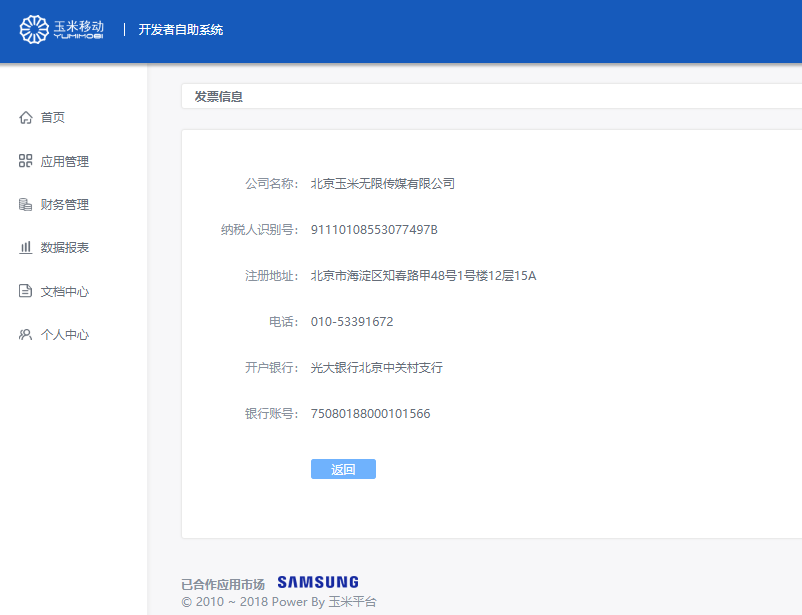 玉米移动
YUMIMOBI
开发者自助系统
首页
应用管理
财务管理
数据报表
文档中心
个人中心
发票信息
公司名称： 北京玉米无限传媒有限公司
纳税人识别号： 91110108553077497B
注册地址： 北京市海淀区知春路甲48号1号楼12层15A
电话： 010-53391672
开户银行： 光大银行北京中关村支行
银行账号： 75080188000101566
返回
已合作应用市场 SAMSUNG
© 2010 ~ 2018 Power By 玉米平台